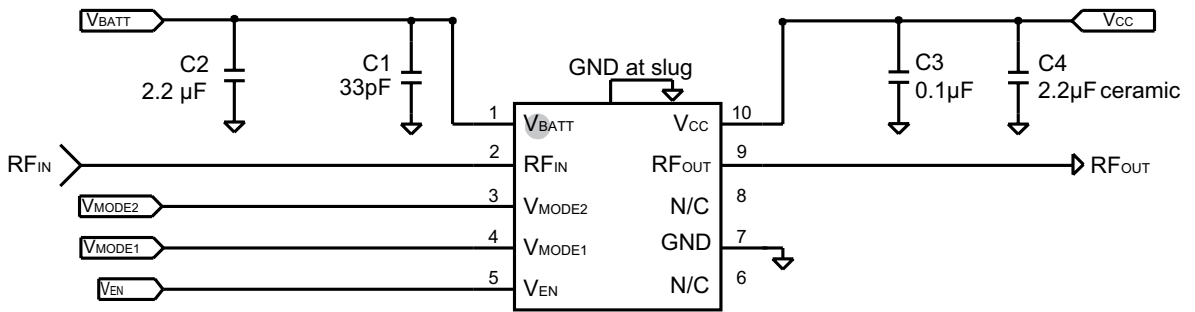 VBATT
VCC
C2
2.2 µF
C1
33pF
GND at slug
C3
0.1µF
C4
2.2µF ceramic
1
VBATT
VCC
10
RFIN
2
RFIN
RFOUT
9
RFOUT
VMODE2
3
VMODE2
N/C
8
VMODE1
4
VMODE1
GND
7
VEN
5
VEN
N/C
6